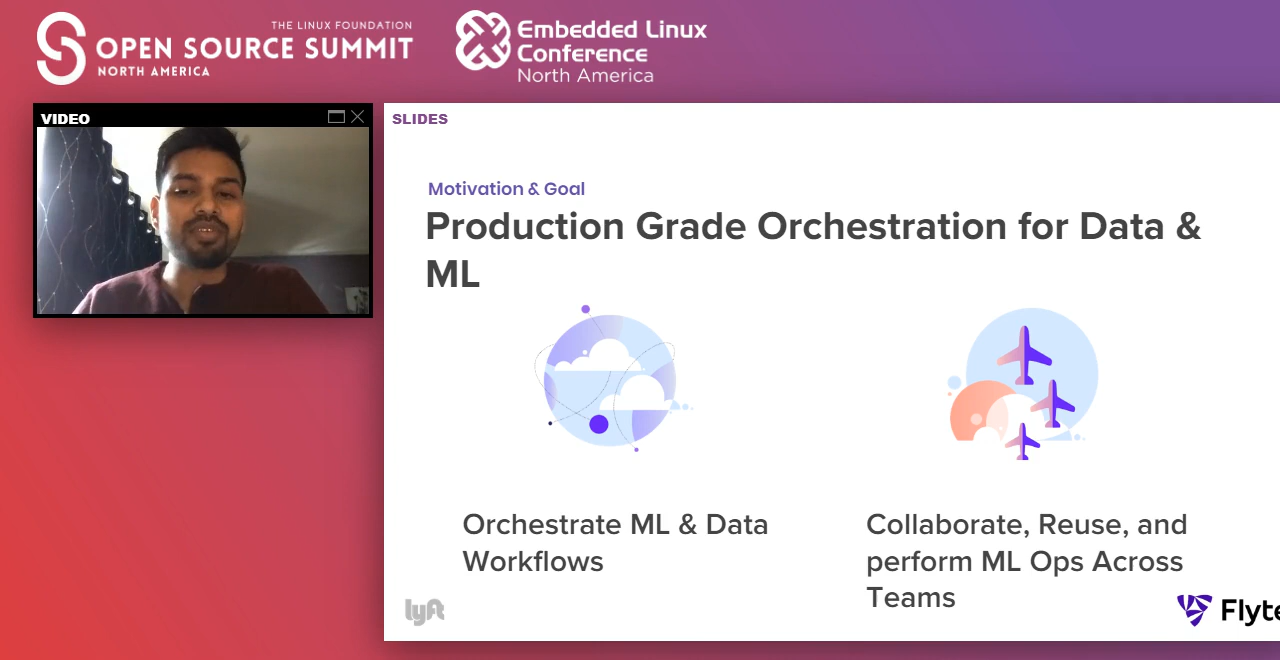 THE LINUX FOUNDATION
OPEN SOURCE SUMMIT
NORTH AMERICA
Embedded Linux
Conference
North America
VIDEO
SLIDES
Motivation & Goal
Production Grade Orchestration for Data &
ML
Orchestrate ML & Data
Workflows
Collaborate, Reuse, and
perform ML Ops Across
Teams
lyft
Flyte